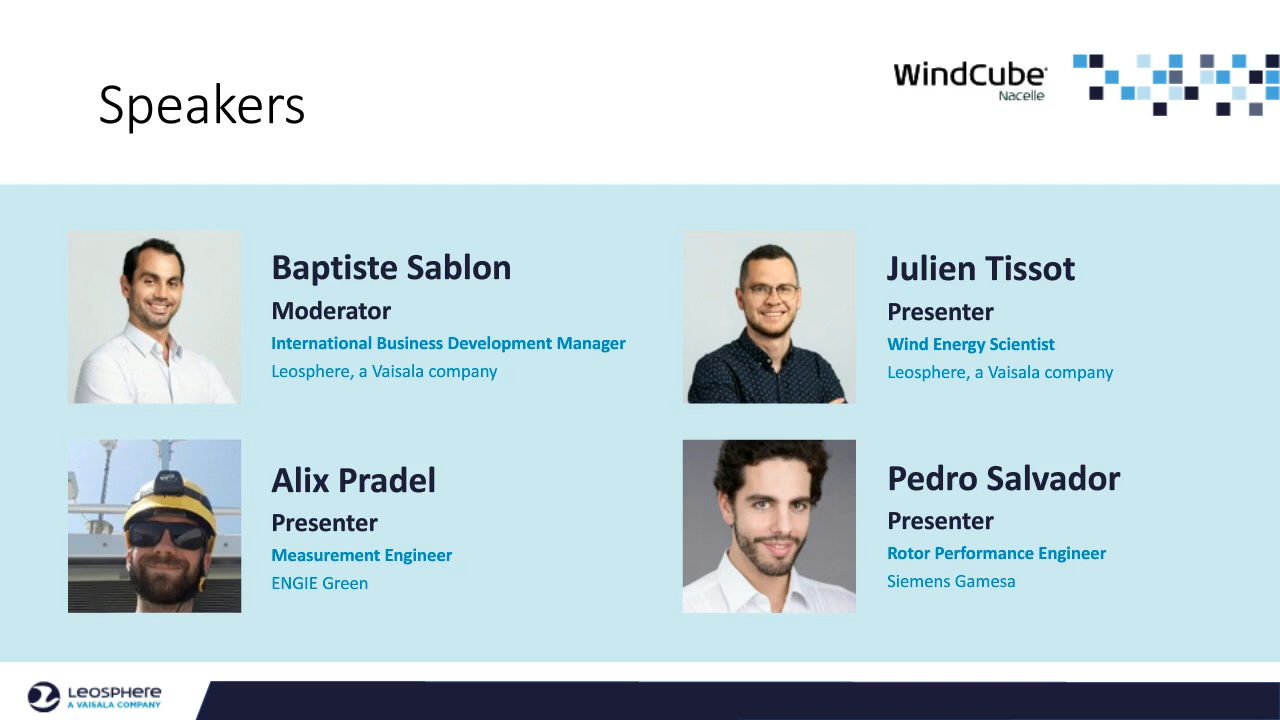 Speakers
WindCube
Nacelle
Baptiste Sablon
Moderator
International Business Development Manager
Leosphere, a Vaisala company
Julien Tissot
Presenter
Wind Energy Scientist
Leosphere, a Vaisala company
Alix Pradel
Presenter
Measurement Engineer
ENGIE Green
Pedro Salvador
Presenter
Rotor Performance Engineer
Siemens Gamesa
LEOSPHERE
A VAISALA COMPANY